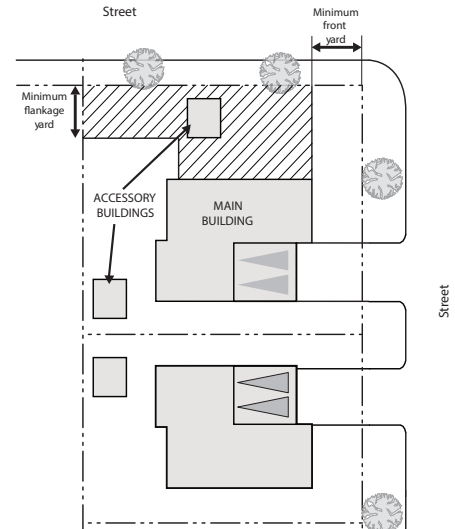 Street
Minimum
front
yard
Minimum
flankage
yard
ACCESSORY
BUILDINGS
MAIN
BUILDING
Street